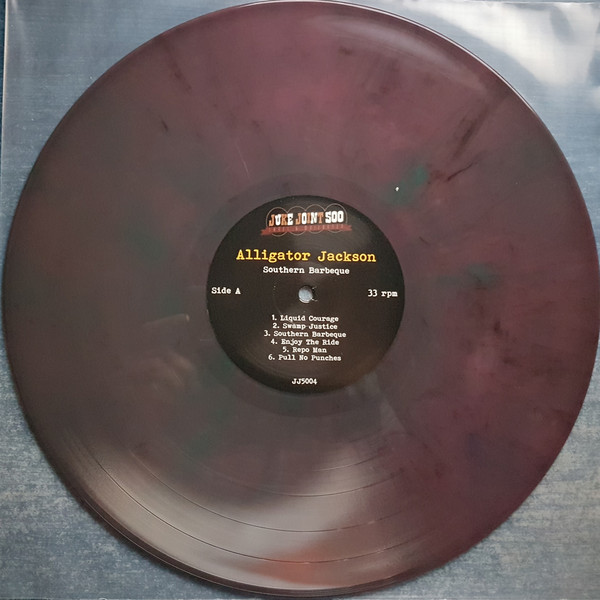 JUKE JOINT 500
Alligator Jackson
Southern Barbeque
Side A
33 rpm
1. Liquid Courage
2. Swamp Justice
3. Southern Barbeque
4. Enjoy The Ride
5. Repo Man
6. Pull No Punches
JJ5004